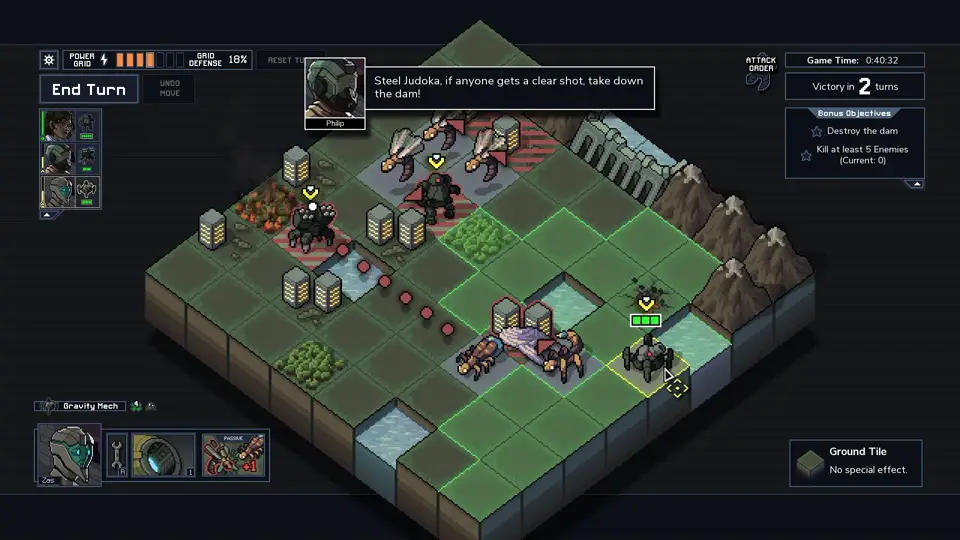 POWER
GRID
GRID
DEFENSE
18%
RESET TU
End Turn
UNDO
MOVE
Philip
Steel Judoka, if anyone gets a clear shot, take down
the dam!
ATTACK
ORDER
Game Time: 0:40:32
Victory in 2 turns
Bonus Objectives
Destroy the dam
Kill at least 5 Enemies
(Current: 0)
Gravity Mech
Zas
1
PASSIVE
+1
Ground Tile
No special effect.